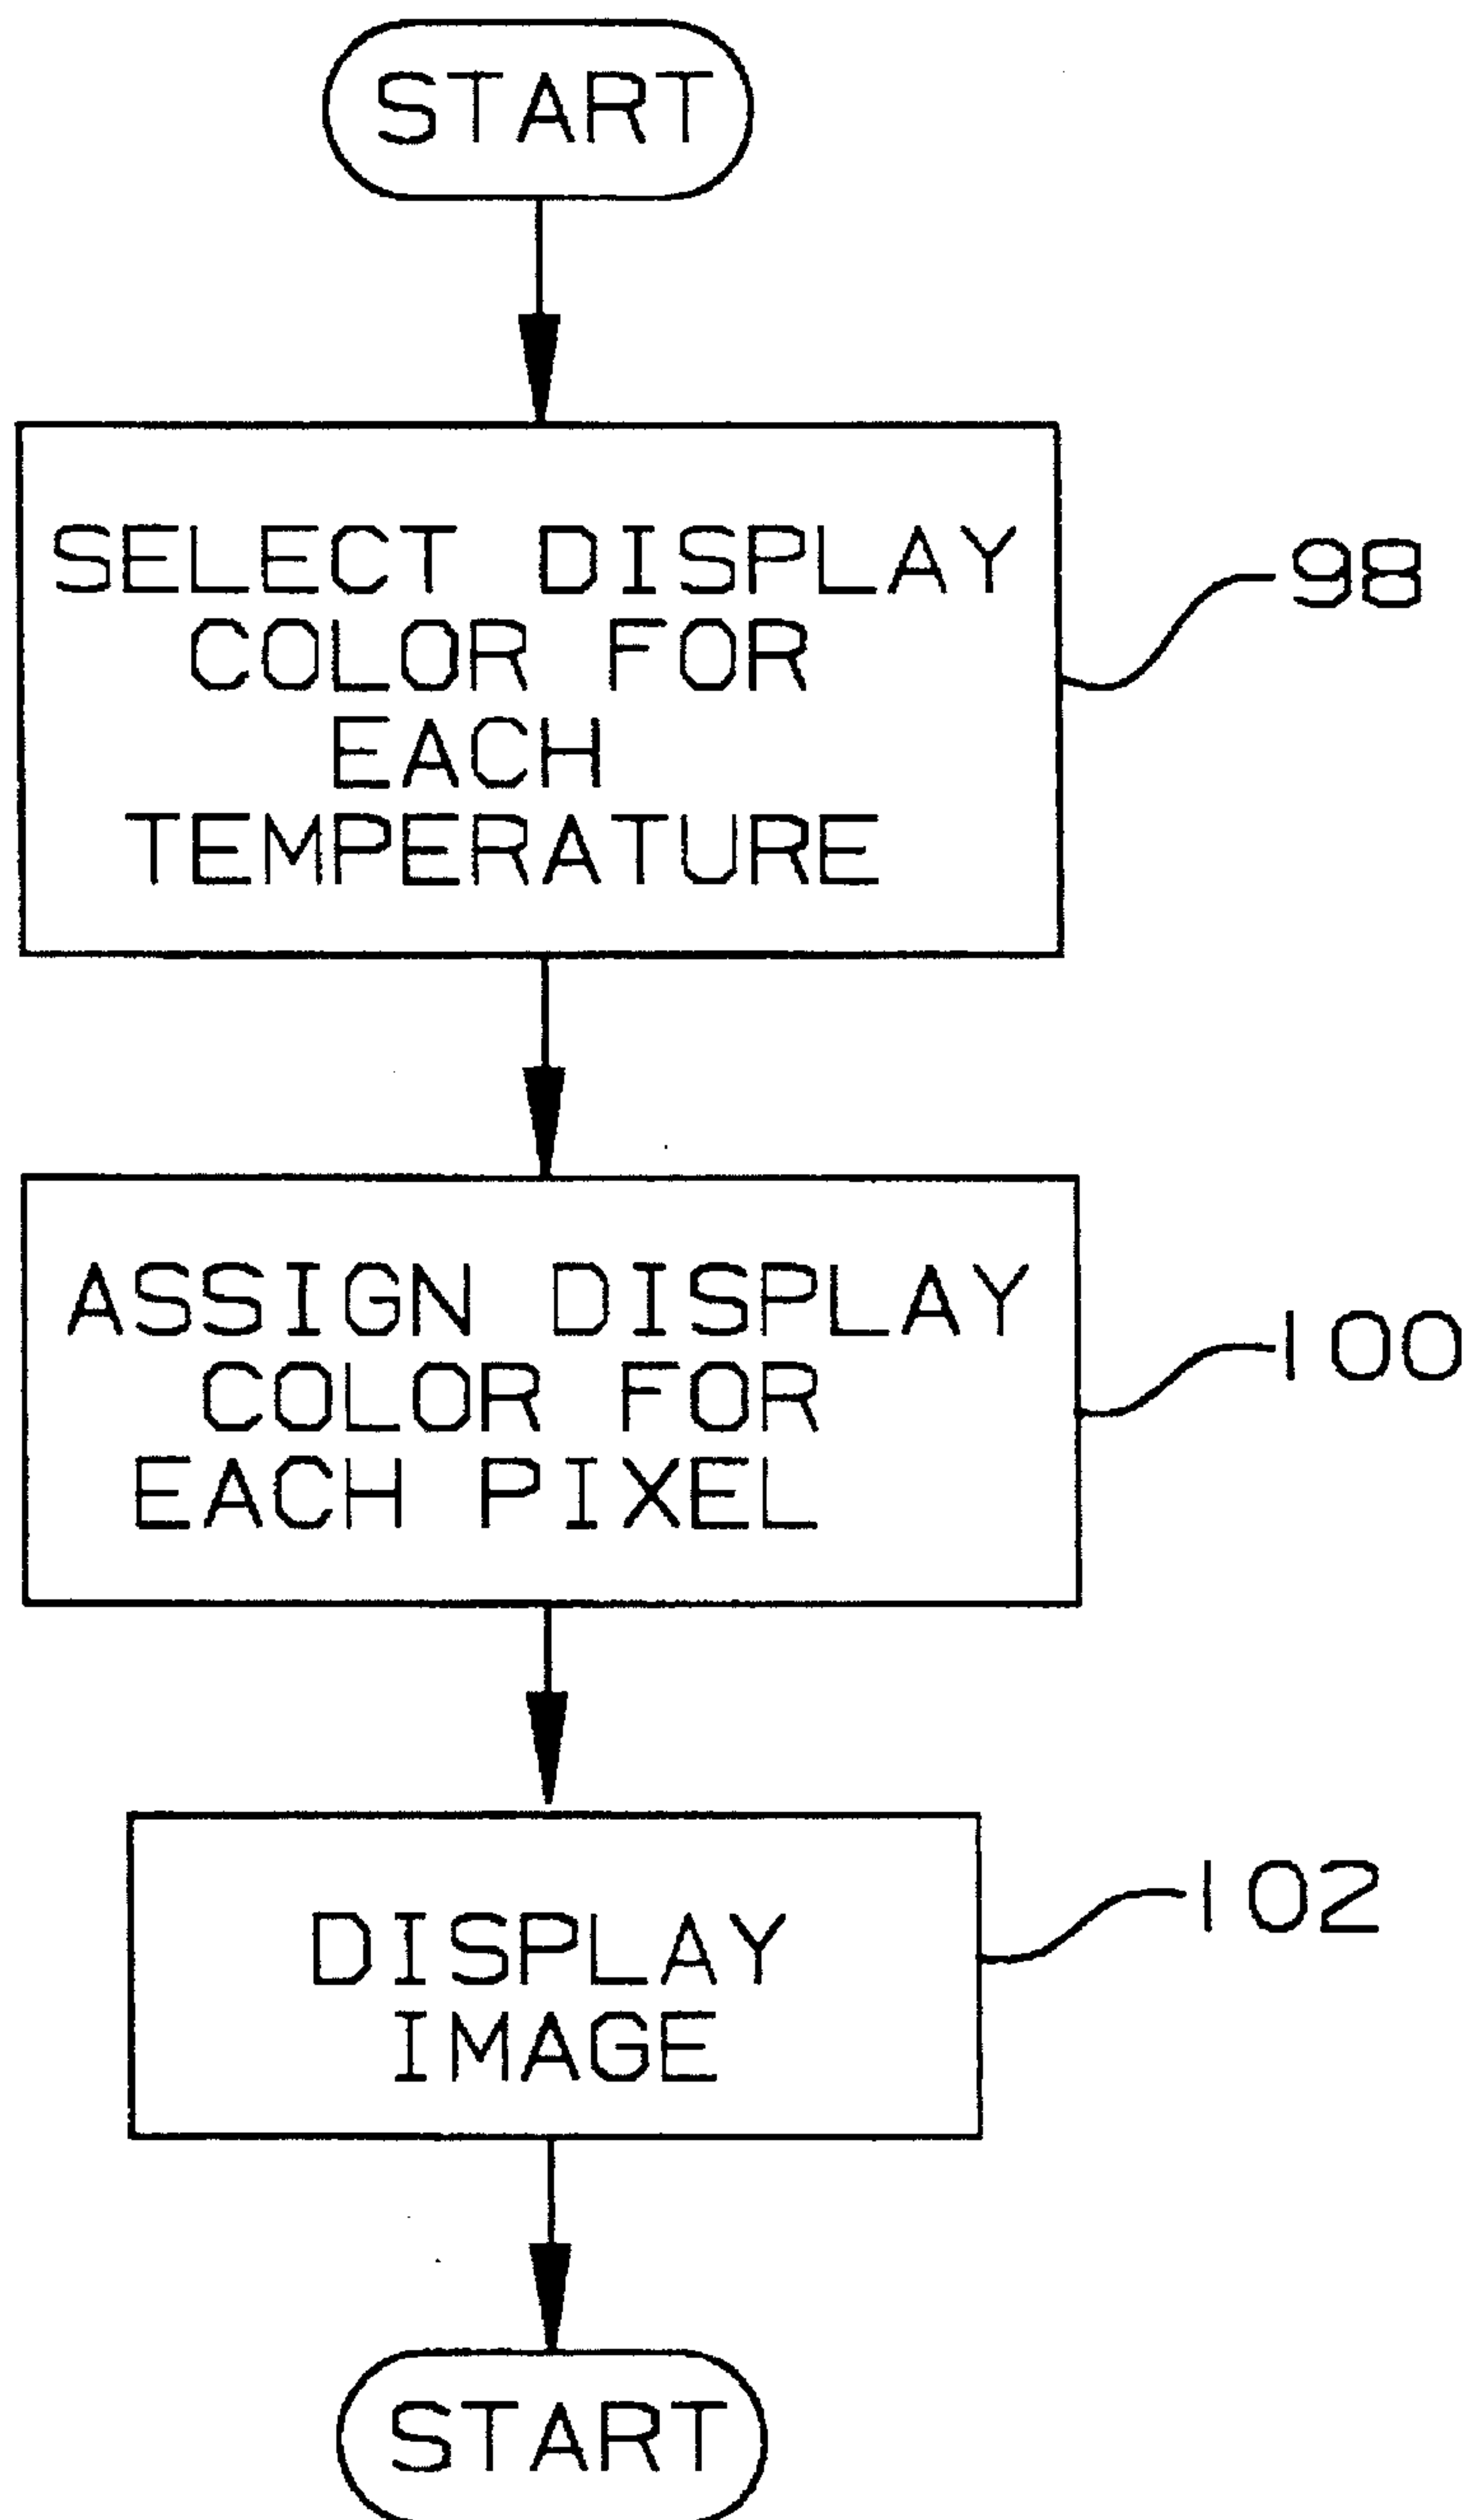 START
SELECT DISPLAY
COLOR FOR
EACH
TEMPERATURE
98
ASSIGN DISPLAY
COLOR FOR
EACH PIXEL
100
DISPLAY
IMAGE
102
START